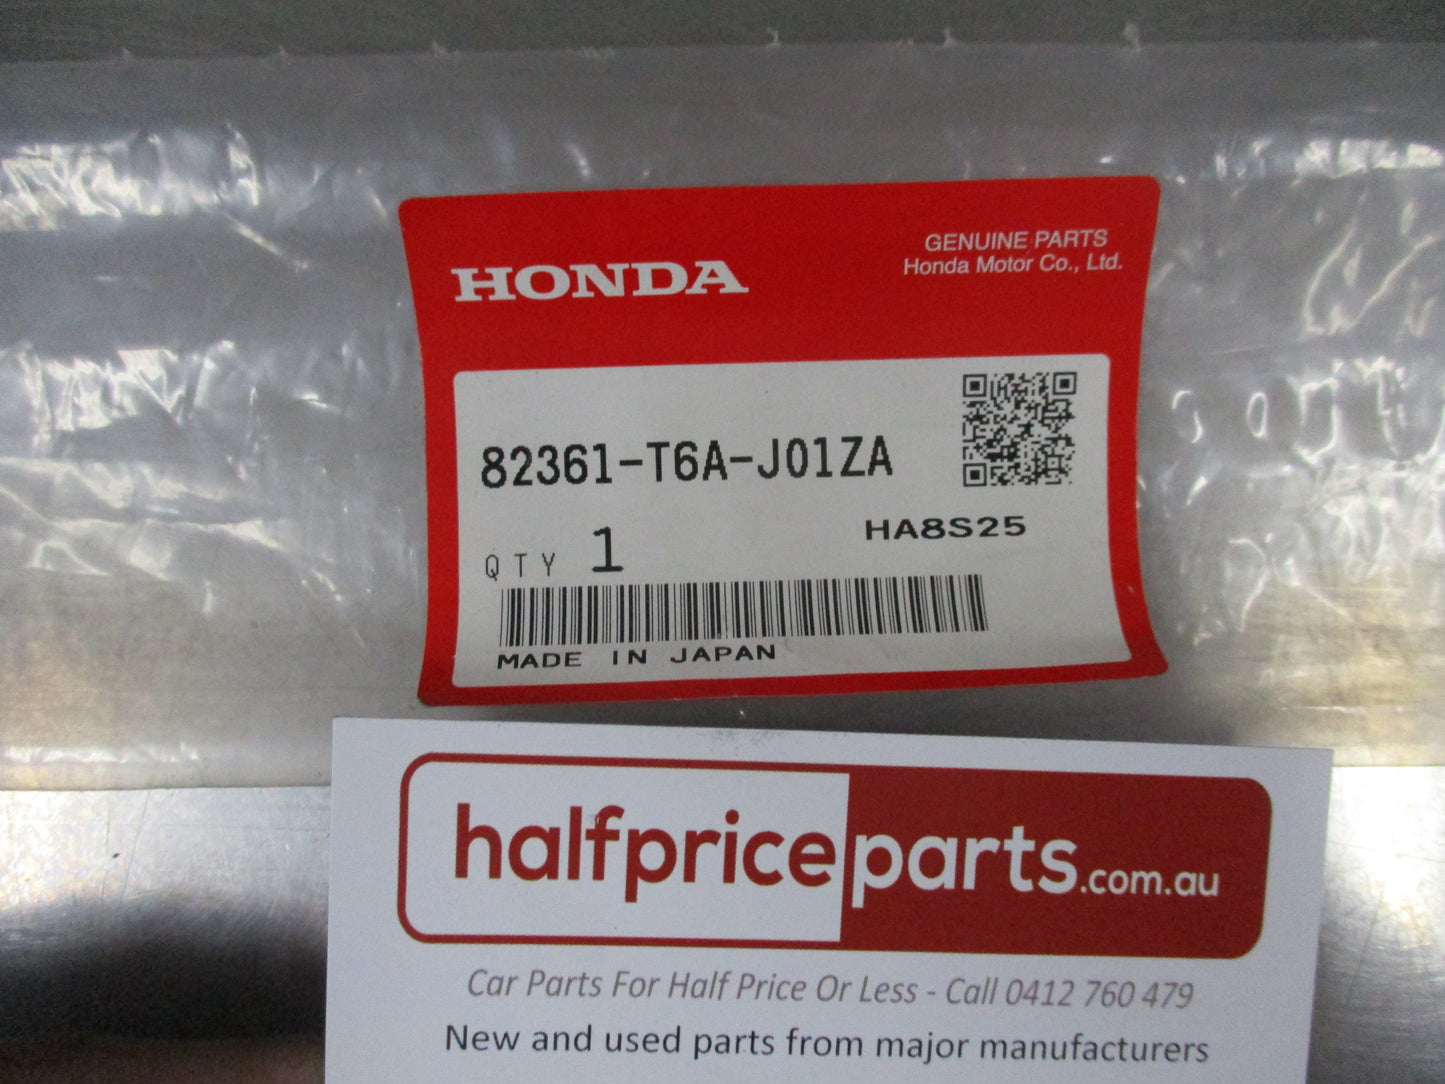 HONDA
GENUINE PARTS
Honda Motor Co., Ltd.
82361-T6A-J01ZA
HA8S25
QTY 1
MADE IN JAPAN
halfpriceparts.com.au
Car Parts For Half Price Or Less - Call 0412 760 479
New and used parts from major manufacturers